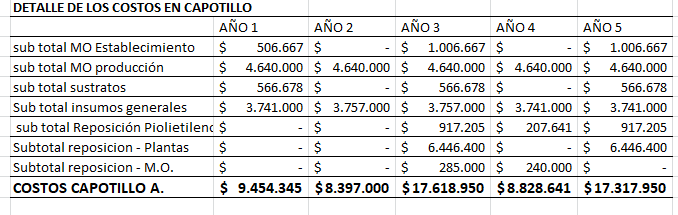 DETALLE DE LOS COSTOS EN CAPOTILLO
AÑO 1 AÑO 2 AÑO 3 AÑO 4 AÑO 5
sub total MO Establecimiento $ 506.667 $ - $ 1.006.667 $ - $ 1.006.667
sub total MO producción $ 4.640.000 $ 4.640.000 $ 4.640.000 $ 4.640.000 $ 4.640.000
sub total sustratos $ 566.678 $ - $ 566.678 $ - $ 566.678
Sub total insumos generales $ 3.741.000 $ 3.757.000 $ 3.757.000 $ 3.741.000 $ 3.741.000
sub total Reposición Piolietilenc $ - $ - $ 917.205 $ 207.641 $ 917.205
Subtotal reposicion - Plantas $ - $ - $ 6.446.400 $ - $ 6.446.400
Subtotal reposicion - M.O. $ - $ - $ 285.000 $ 240.000 $ -
COSTOS CAPOTILLO A. $ 9.454.345 $ 8.397.000 $ 17.618.950 $ 8.828.641 $ 17.317.950